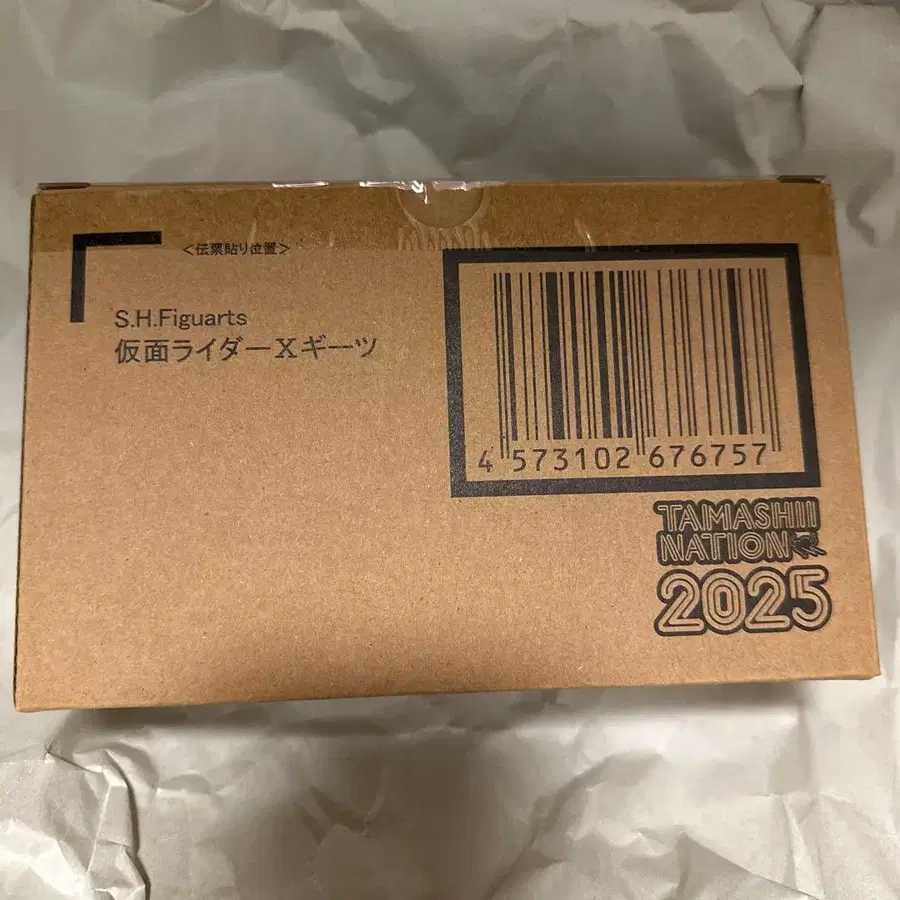 <伝票貼り位置>
S.H.Figuarts
仮面ライダーXギーツ
4 573102 676757
TAMASHII
NATION
2025